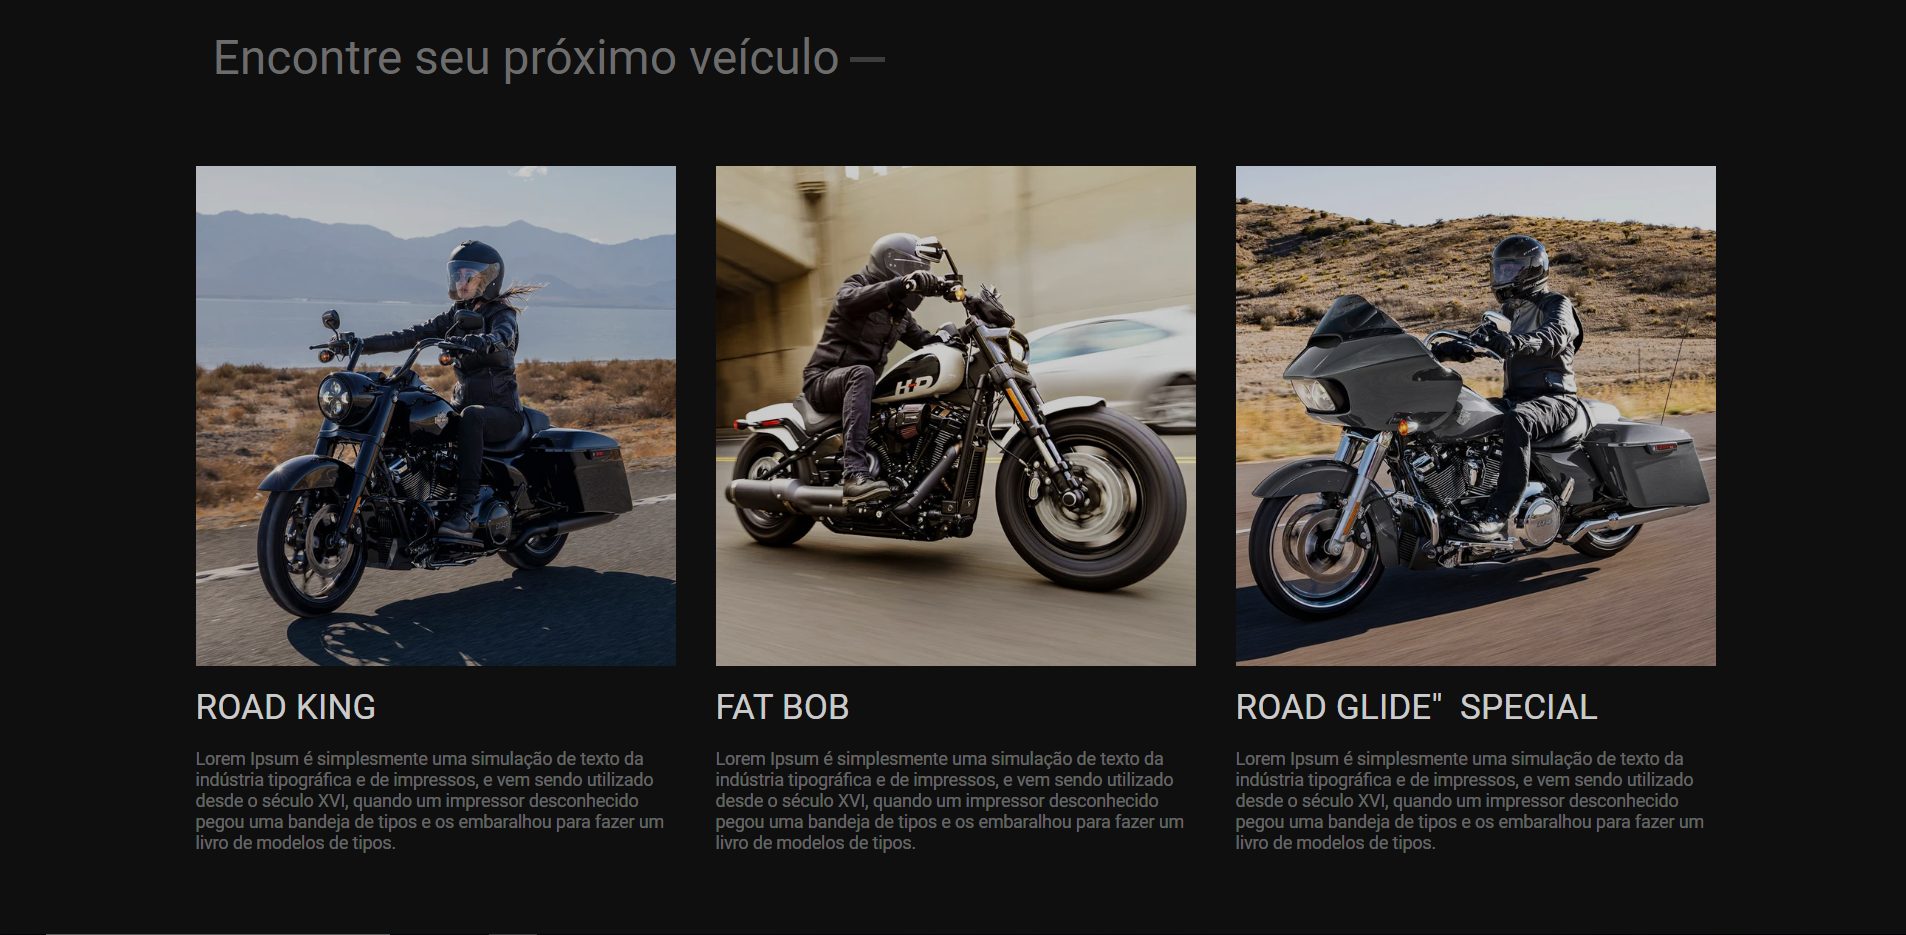 Encontre seu próximo veículo —
H-D
ROAD KING
Lorem Ipsum é simplesmente uma simulação de texto da
indústria tipográfica e de impressos, e vem sendo utilizado
desde o século XVI, quando um impressor desconhecido
pegou uma bandeja de tipos e os embaralhou para fazer um
livro de modelos de tipos.
FAT BOB
Lorem Ipsum é simplesmente uma simulação de texto da
indústria tipográfica e de impressos, e vem sendo utilizado
desde o século XVI, quando um impressor desconhecido
pegou uma bandeja de tipos e os embaralhou para fazer um
livro de modelos de tipos.
ROAD GLIDE"  SPECIAL
Lorem Ipsum é simplesmente uma simulação de texto da
indústria tipográfica e de impressos, e vem sendo utilizado
desde o século XVI, quando um impressor desconhecido
pegou uma bandeja de tipos e os embaralhou para fazer um
livro de modelos de tipos.